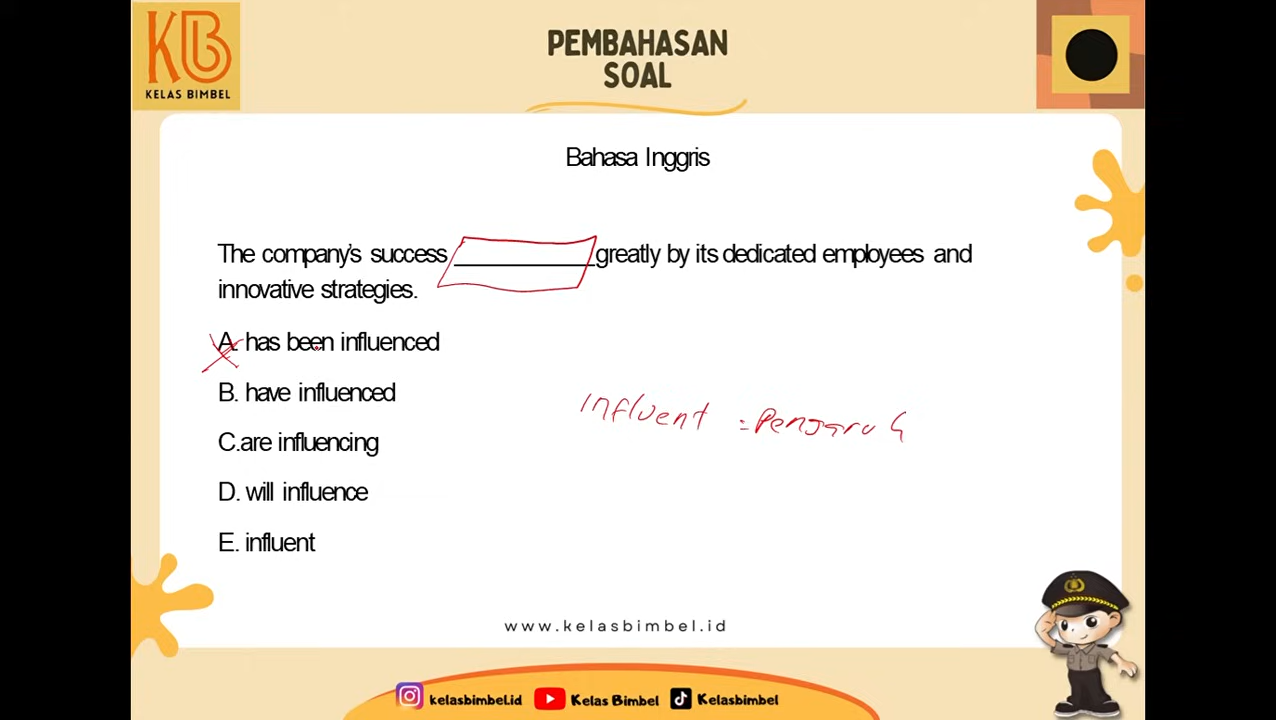 KB
KELAS BIMBEL
PEMBAHASAN
SOAL
Bahasa Inggris
The company's success ____________ greatly by its dedicated employees and
innovative strategies.
A. has been influenced
B. have influenced
C.are influencing
D. will influence
E. influent
Influent = Pengaruh
www.kelasbimbel.id
kelasbimbel.id Kelas Bimbel Kelasbimbel